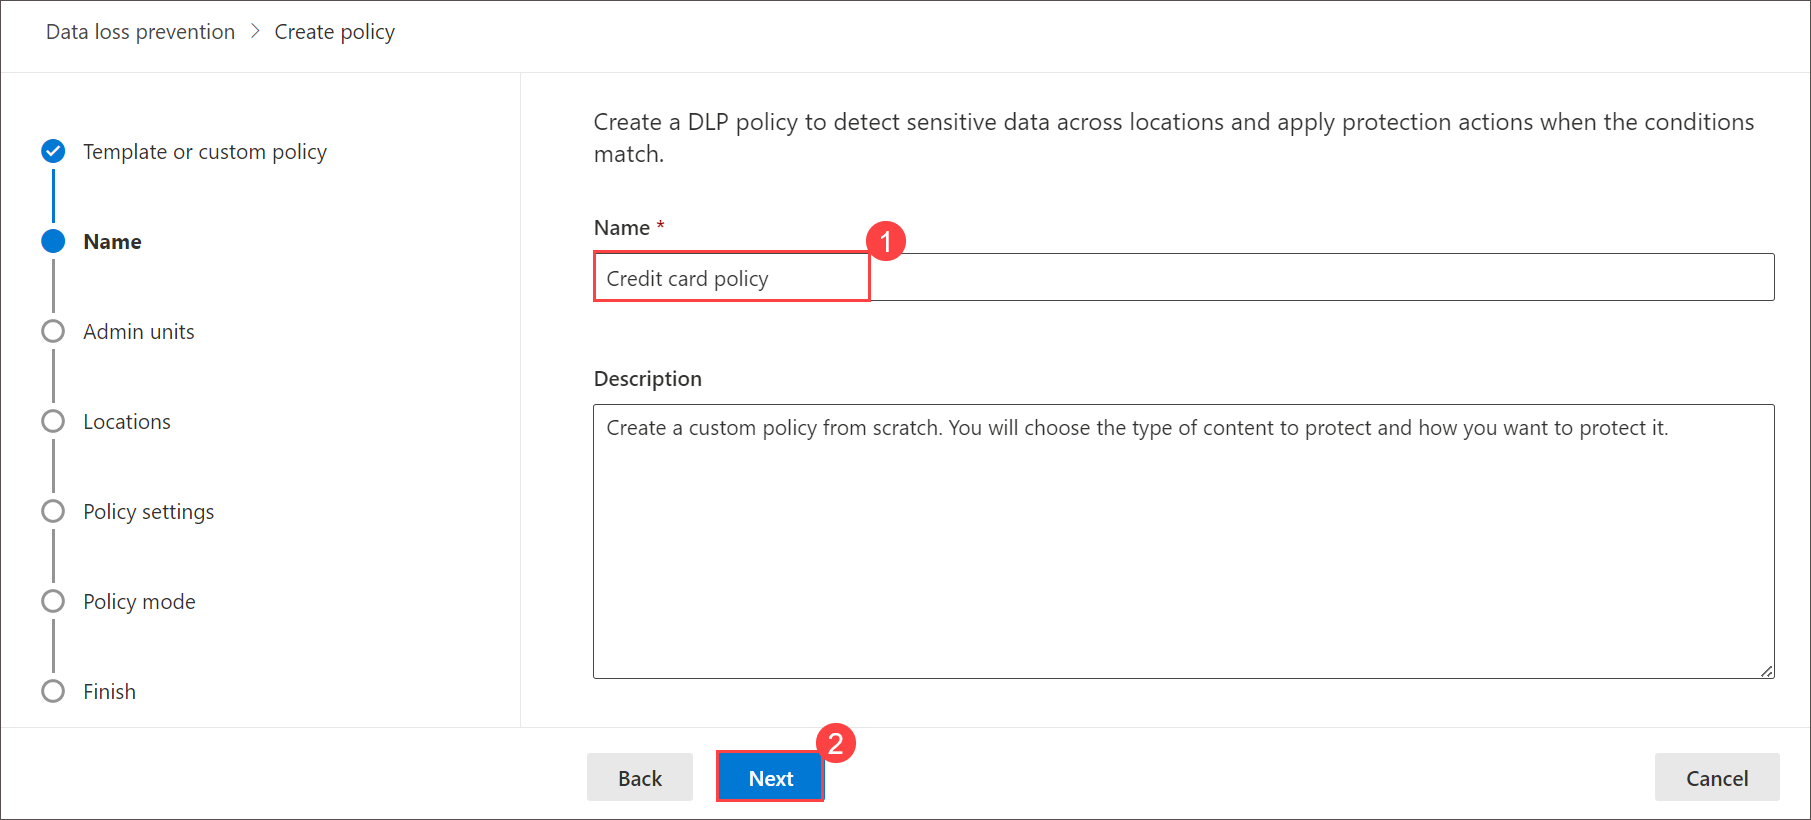 Data loss prevention > Create policy
Template or custom policy
Name
Admin units
Locations
Policy settings
Policy mode
Finish
Create a DLP policy to detect sensitive data across locations and apply protection actions when the conditions
match.
Name *
1
Credit card policy
Description
Create a custom policy from scratch. You will choose the type of content to protect and how you want to protect it.
2
Back
Next
Cancel